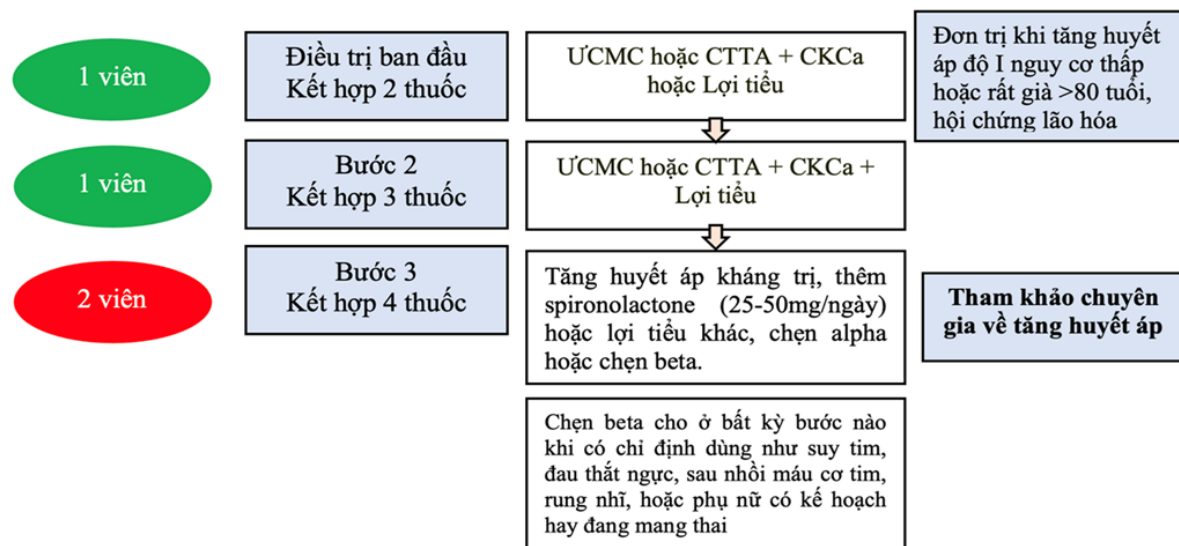 1 viên
Điều trị ban đầu
Kết hợp 2 thuốc
ƯCMC hoặc CTTA + CKCa
hoặc Lợi tiểu
Đơn trị khi tăng huyết
áp độ I nguy cơ thấp
hoặc rất già >80 tuổi,
hội chứng lão hóa
1 viên
Bước 2
Kết hợp 3 thuốc
ƯCMC hoặc CTTA + CKCa +
Lợi tiểu
2 viên
Bước 3
Kết hợp 4 thuốc
Tăng huyết áp kháng trị, thêm
spironolactone (25-50mg/ngày)
hoặc lợi tiểu khác, chẹn alpha
hoặc chẹn beta.
Tham khảo chuyên
gia về tăng huyết áp
Chẹn beta cho ở bất kỳ bước nào
khi có chỉ định dùng như suy tim,
đau thắt ngực, sau nhồi máu cơ tim,
rung nhĩ, hoặc phụ nữ có kế hoạch
hay đang mang thai